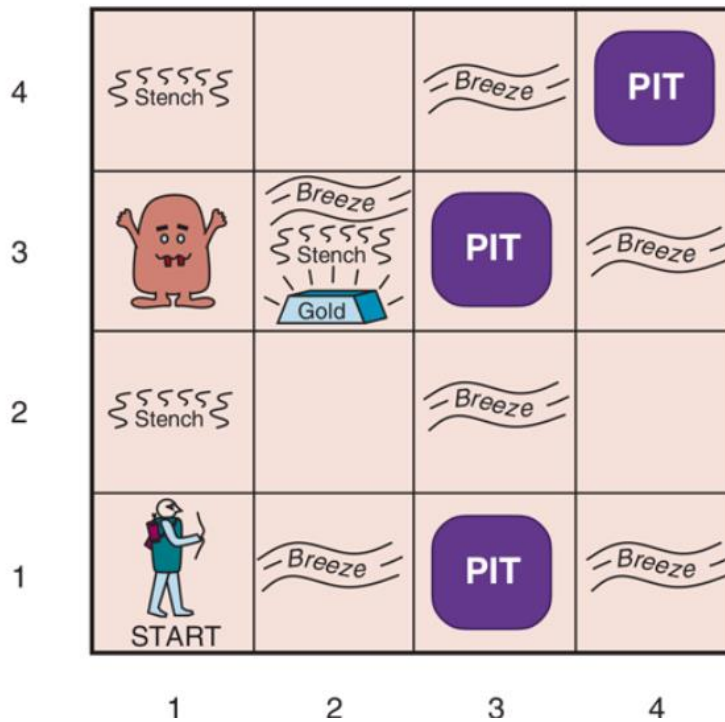 4
Stench
Breeze
PIT
3
Breeze
Stench
Gold
PIT
Breeze
2
Stench
Breeze
1
START
Breeze
PIT
Breeze
1 2 3 4